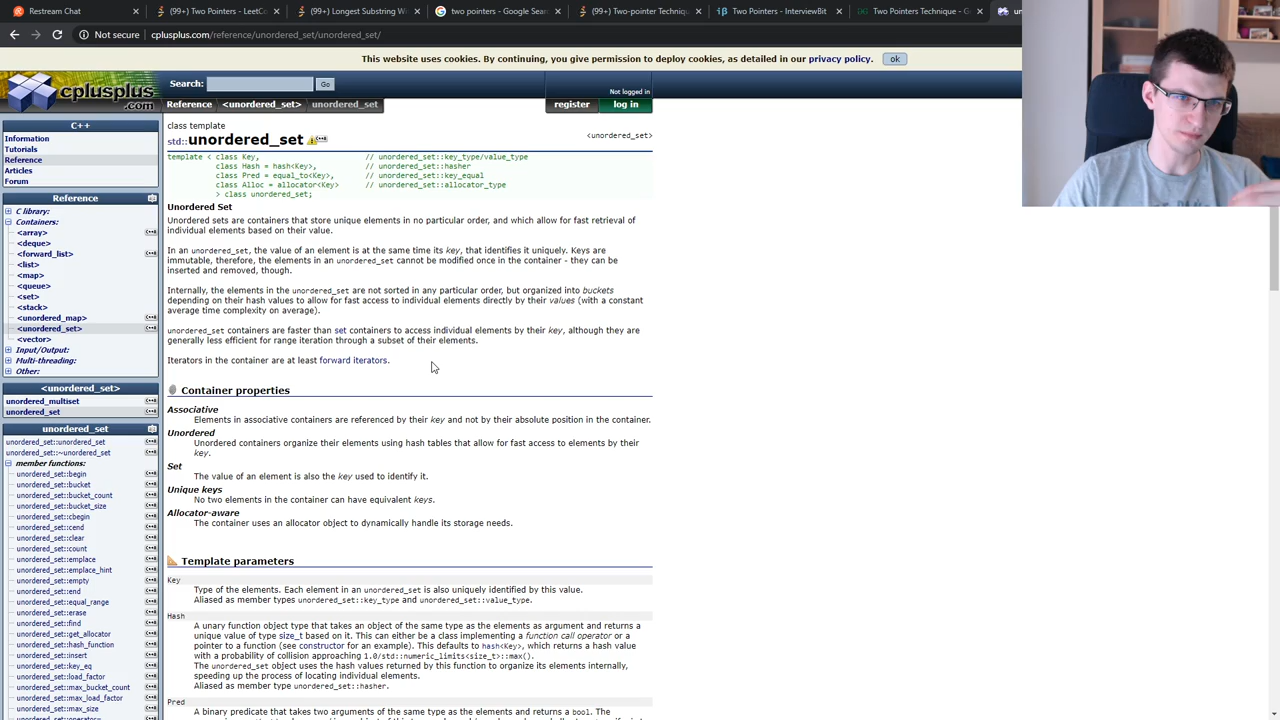 Restream Chat
(99+) Two Pointers - LeetC
(99+) Longest Substring W
two pointers - Google Sear
(99+) Two-pointer Techniqu
Two Pointers - InterviewBit
Two Pointers Technique - G
un
Not secure | cplusplus.com/reference/unordered_set/unordered_set/
This website uses cookies. By continuing, you give permission to deploy cookies, as detailed in our privacy policy. ok
cplusplus
.com
Search: Go
Not logged in
Reference <unordered_set> unordered_set register log in
C++
Information
Tutorials
Reference
Articles
Forum
Reference
C library:
Containers:
<array>
<deque>
<forward_list>
<list>
<map>
<queue>
<set>
<stack>
<unordered_map>
<unordered_set>
<vector>
Input/Output:
Multi-threading:
Other:
<unordered_set>
unordered_multiset
unordered_set
unordered_set
unordered_set::unordered_set
unordered_set::~unordered_set
member functions:
unordered_set::begin
unordered_set::bucket
unordered_set::bucket_count
unordered_set::bucket_size
unordered_set::cbegin
unordered_set::cend
unordered_set::clear
unordered_set::count
unordered_set::emplace
unordered_set::emplace_hint
unordered_set::empty
unordered_set::end
unordered_set::equal_range
unordered_set::erase
unordered_set::find
unordered_set::get_allocator
unordered_set::hash_function
unordered_set::insert
unordered_set::key_eq
unordered_set::load_factor
unordered_set::max_bucket_count
unordered_set::max_load_factor
unordered_set::max_size
class template
<unordered_set>
std::unordered_set
template < class Key, // unordered_set::key_type/value_type
class Hash = hash<Key>, // unordered_set::hasher
class Pred = equal_to<Key>, // unordered_set::key_equal
class Alloc = allocator<Key> // unordered_set::allocator_type
> class unordered_set;
Unordered Set
Unordered sets are containers that store unique elements in no particular order, and which allow for fast retrieval of
individual elements based on their value.
In an unordered_set, the value of an element is at the same time its key, that identifies it uniquely. Keys are
immutable, therefore, the elements in an unordered_set cannot be modified once in the container - they can be
inserted and removed, though.
Internally, the elements in the unordered_set are not sorted in any particular order, but organized into buckets
depending on their hash values to allow for fast access to individual elements directly by their values (with a constant
average time complexity on average).
unordered_set containers are faster than set containers to access individual elements by their key, although they are
generally less efficient for range iteration through a subset of their elements.
Iterators in the container are at least forward iterators.
Container properties
Associative
Elements in associative containers are referenced by their key and not by their absolute position in the container.
Unordered
Unordered containers organize their elements using hash tables that allow for fast access to elements by their
key.
Set
The value of an element is also the key used to identify it.
Unique keys
No two elements in the container can have equivalent keys.
Allocator-aware
The container uses an allocator object to dynamically handle its storage needs.
Template parameters
Key
Type of the elements. Each element in an unordered_set is also uniquely identified by this value.
Aliased as member types unordered_set::key_type and unordered_set::value_type.
Hash
A unary function object type that takes an object of the same type as the elements as argument and returns a
unique value of type size_t based on it. This can either be a class implementing a function call operator or a
pointer to a function (see constructor for an example). This defaults to hash<Key>, which returns a hash value
with a probability of collision approaching 1.0/std::numeric_limits<size_t>::max().
The unordered_set object uses the hash values returned by this function to organize its elements internally,
speeding up the process of locating individual elements.
Aliased as member type unordered_set::hasher.
Pred
A binary predicate that takes two arguments of the same type as the elements and returns a bool. The